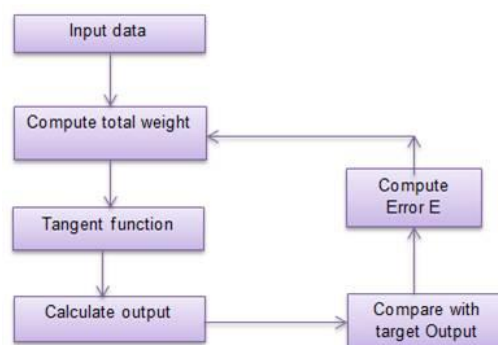 Input data
Compute total weight
Tangent function
Calculate output
Compare with
target Output
Compute
Error E